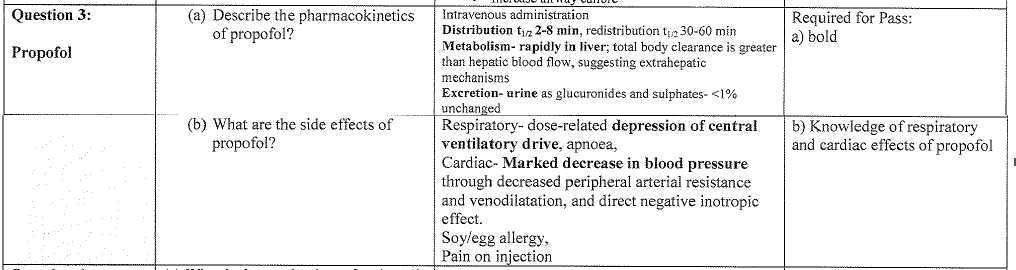 Increase airway calibre
Question 3:
Propofol
(a) Describe the pharmacokinetics
of propofol?
Intravenous administration
Distribution t1/2 2-8 min, redistribution t1/2 30-60 min
Metabolism- rapidly in liver; total body clearance is greater
than hepatic blood flow, suggesting extrahepatic
mechanisms
Excretion- urine as glucuronides and sulphates- <1%
unchanged
Required for Pass:
a) bold
(b) What are the side effects of
propofol?
Respiratory- dose-related depression of central
ventilatory drive, apnoea,
Cardiac- Marked decrease in blood pressure
through decreased peripheral arterial resistance
and venodilatation, and direct negative inotropic
effect.
Soy/egg allergy,
Pain on injection
b) Knowledge of respiratory
and cardiac effects of propofol